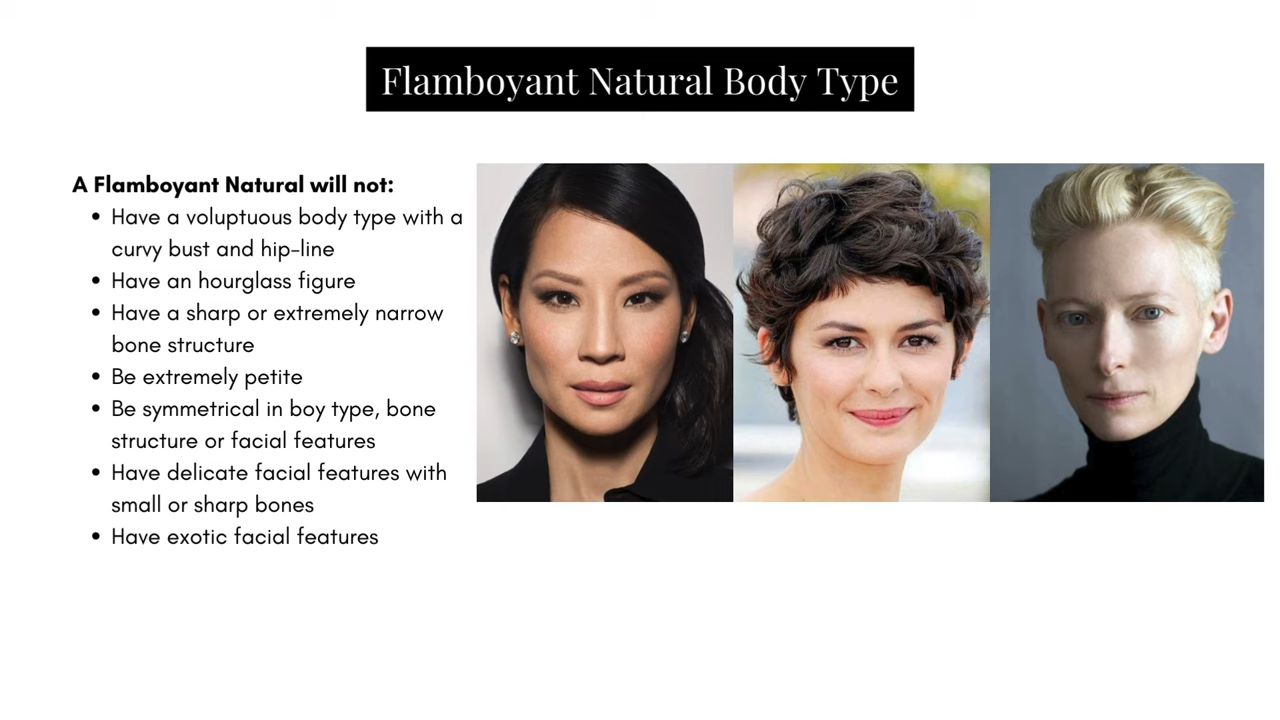 Flamboyant Natural Body Type
A Flamboyant Natural will not:
• Have a voluptuous body type with a
curvy bust and hip-line
• Have an hourglass figure
• Have a sharp or extremely narrow
bone structure
• Be extremely petite
• Be symmetrical in boy type, bone
structure or facial features
• Have delicate facial features with
small or sharp bones
• Have exotic facial features